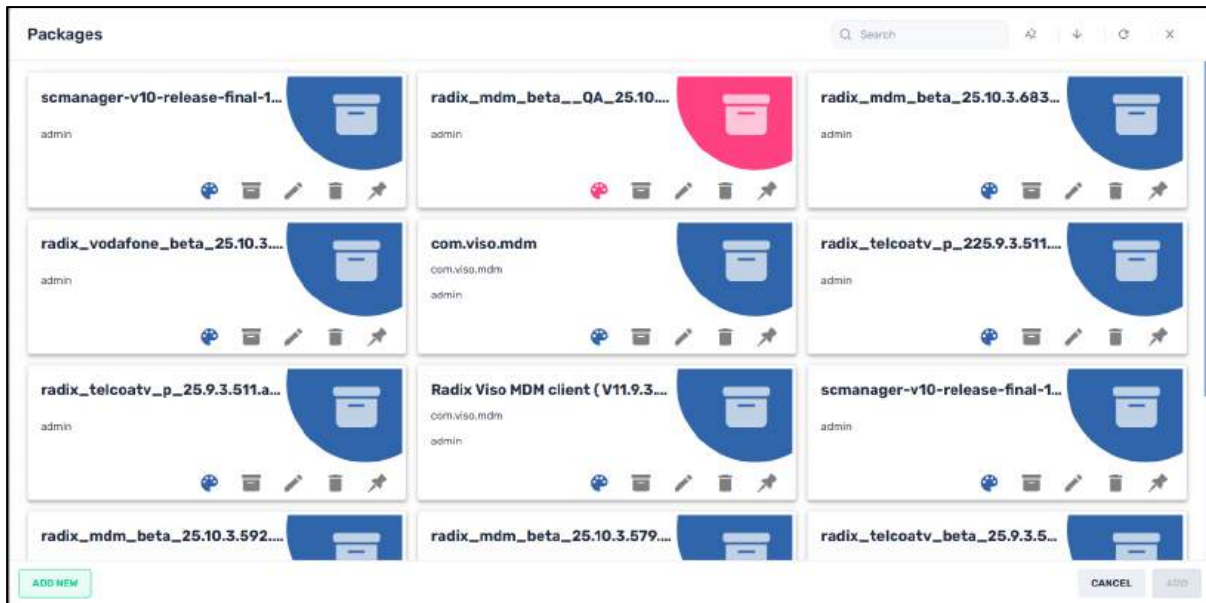 Packages
Search
scmanager-v10-release-final-1...
admin
radix_mdm_beta__QA_25.10....
admin
radix_mdm_beta_25.10.3.683...
admin
radix_vodafone_beta_25.10.3....
admin
com.viso.mdm
com.viso.mdm
admin
radix_telcoatv_p_225.9.3.511....
admin
radix_telcoatv_p_25.9.3.511.a...
admin
Radix Viso MDM client ( V11.9.3....
com.viso.mdm
admin
scmanager-v10-release-final-1...
admin
radix_mdm_beta_25.10.3.592....
radix_mdm_beta_25.10.3.579....
radix_telcoatv_beta_25.9.3.5...
ADD NEW
CANCEL
ADD